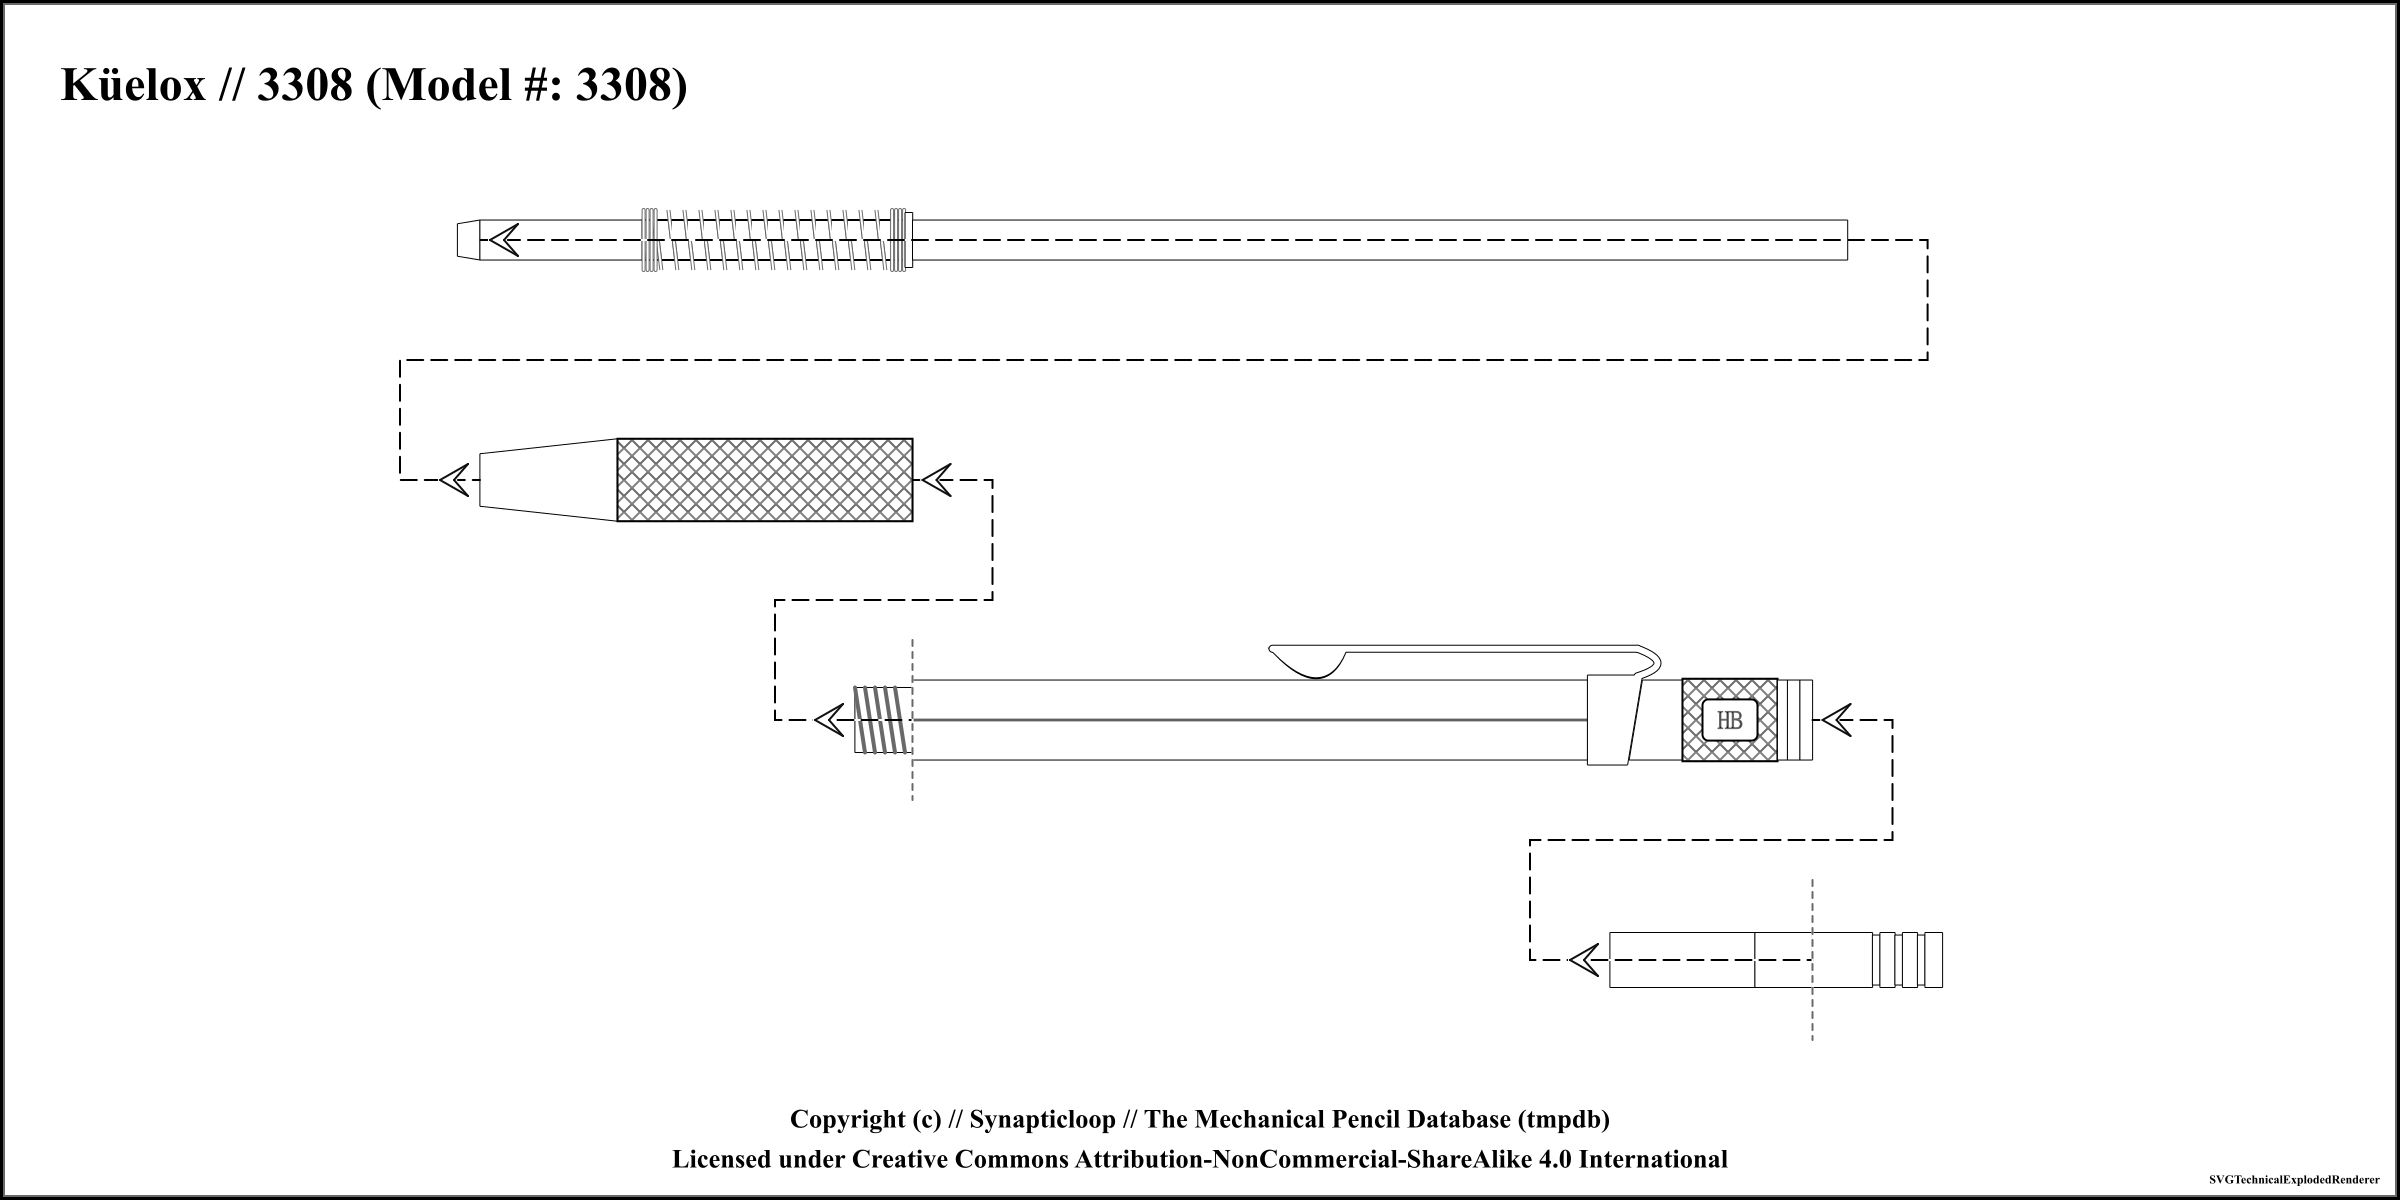 Küelox // 3308 (Model #: 3308)
HB
Copyright (c) // Synapticloop // The Mechanical Pencil Database (tmpdb)
Licensed under Creative Commons Attribution-NonCommercial-ShareAlike 4.0 International
SVGTechnicalExplodedRenderer